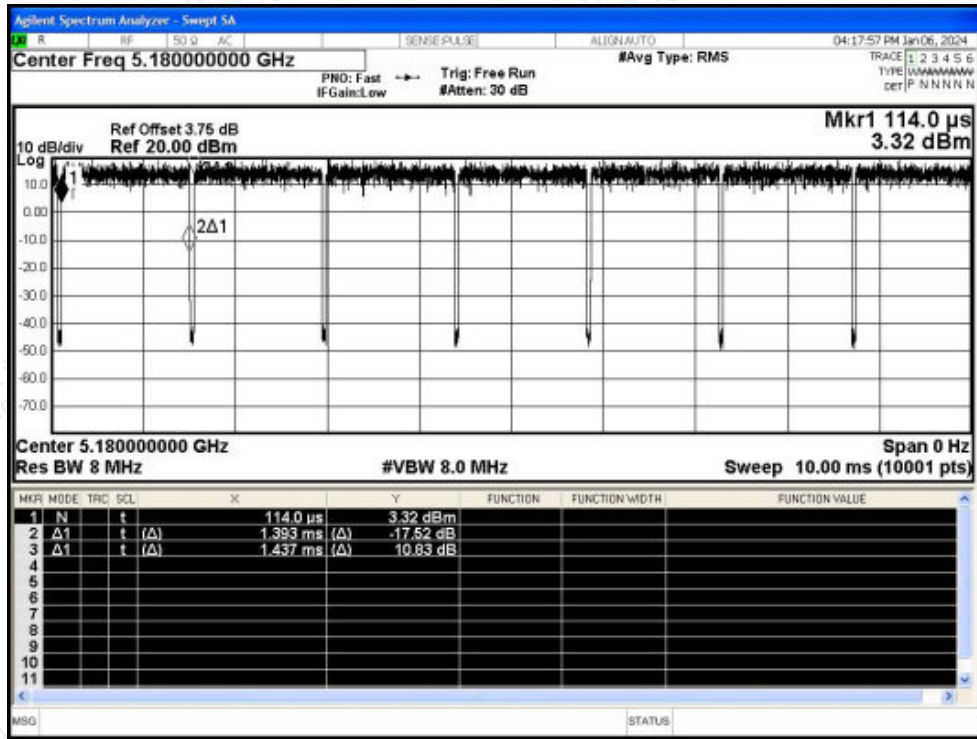 Agilent Spectrum Analyzer - Swept SA
R RF 50 Ω AC SENSE:PULSE ALIGNAUTO 04:17:57 PM Jan 06, 2024
Center Freq 5.180000000 GHz #Avg Type: RMS TRACE 1 2 3 4 5 6
PNO: Fast Trig: Free Run TYPE
IFGain:Low #Atten: 30 dB DET P N N N N N
Mkr1 114.0 µs
Ref Offset 3.75 dB
10 dB/div Ref 20.00 dBm 3.32 dBm
Log
10.0
1
0.00
2Δ1
-10.0
-20.0
-30.0
-40.0
-50.0
-60.0
-70.0
Center 5.180000000 GHz Span 0 Hz
Res BW 8 MHz #VBW 8.0 MHz Sweep 10.00 ms (10001 pts)
MKR MODE TRC SCL X Y FUNCTION FUNCTION WIDTH FUNCTION VALUE
1 N t 114.0 µs 3.32 dBm
2 Δ1 t (Δ) 1.393 ms (Δ) -17.52 dB
3 Δ1 t (Δ) 1.437 ms (Δ) 10.83 dB
4
5
6
7
8
9
10
11
MSG STATUS